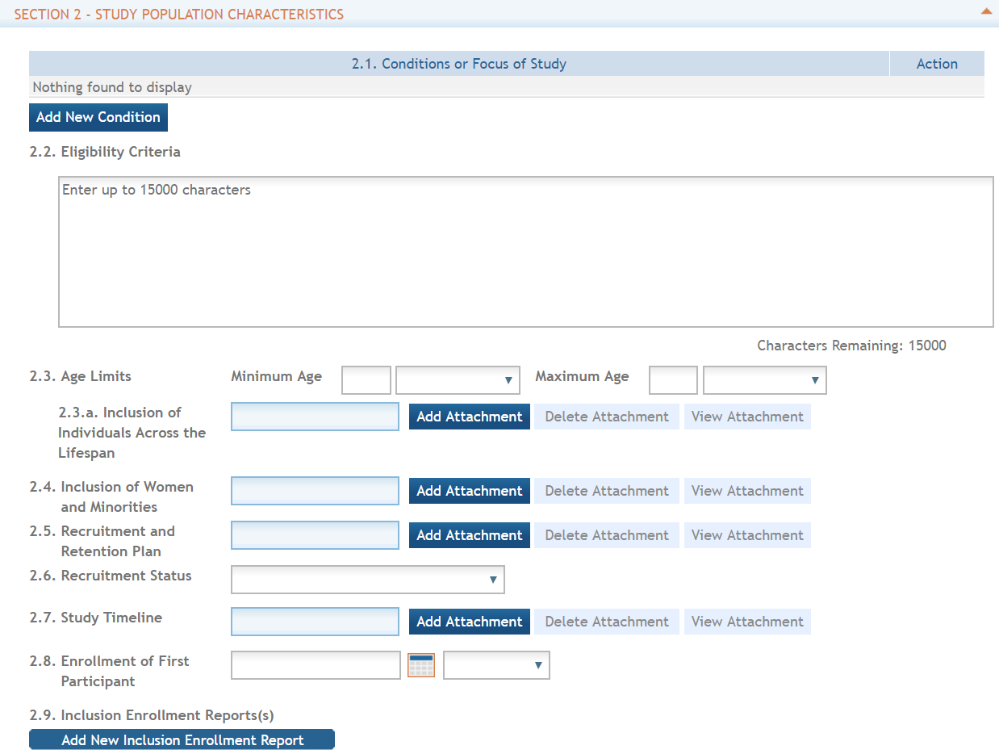 SECTION 2 - STUDY POPULATION CHARACTERISTICS
2.1. Conditions or Focus of Study Action
Nothing found to display
Add New Condition
2.2. Eligibility Criteria
Enter up to 15000 characters
Characters Remaining: 15000
2.3. Age Limits Minimum Age Maximum Age
2.3.a. Inclusion of
Individuals Across the
Lifespan
Add Attachment Delete Attachment View Attachment
2.4. Inclusion of Women
and Minorities
Add Attachment Delete Attachment View Attachment
2.5. Recruitment and
Retention Plan
Add Attachment Delete Attachment View Attachment
2.6. Recruitment Status
2.7. Study Timeline Add Attachment Delete Attachment View Attachment
2.8. Enrollment of First
Participant
2.9. Inclusion Enrollment Reports(s)
Add New Inclusion Enrollment Report